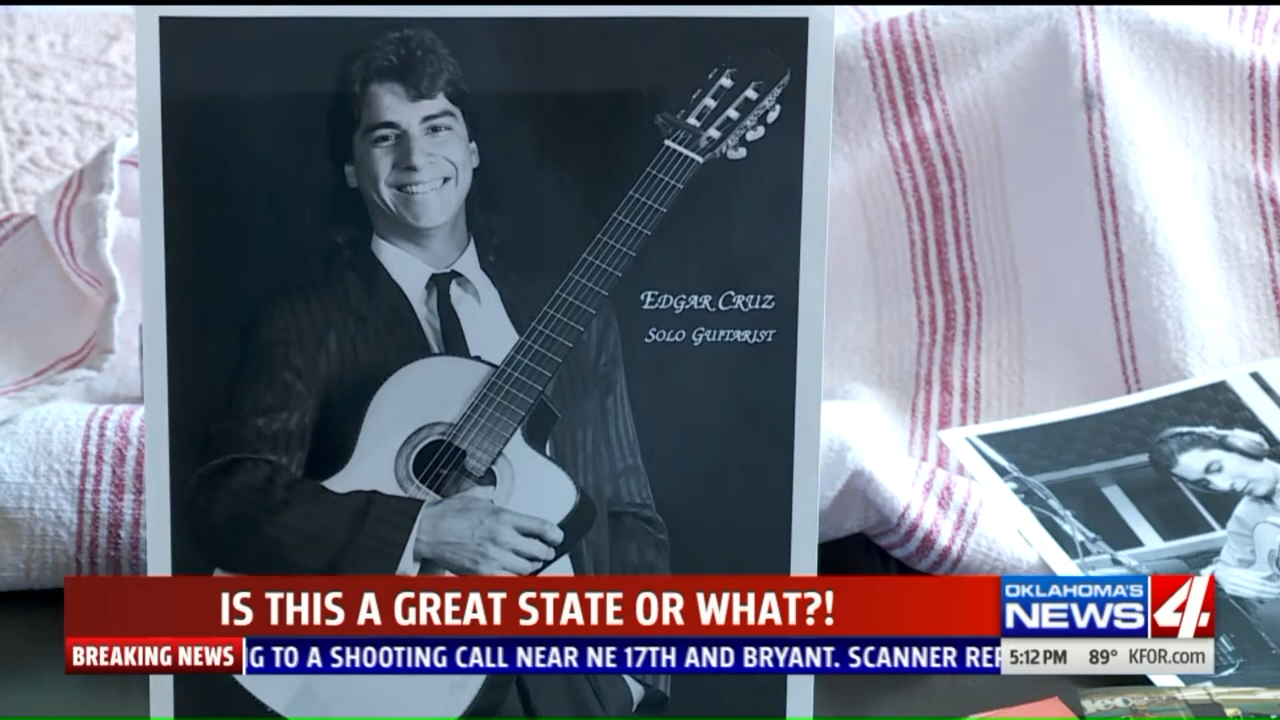 EDGAR CRUZ
SOLO GUITARIST
IS THIS A GREAT STATE OR WHAT?!
OKLAHOMA'S
NEWS 4
BREAKING NEWS
G TO A SHOOTING CALL NEAR NE 17TH AND BRYANT. SCANNER REP
5:12 PM 89° KFOR.com